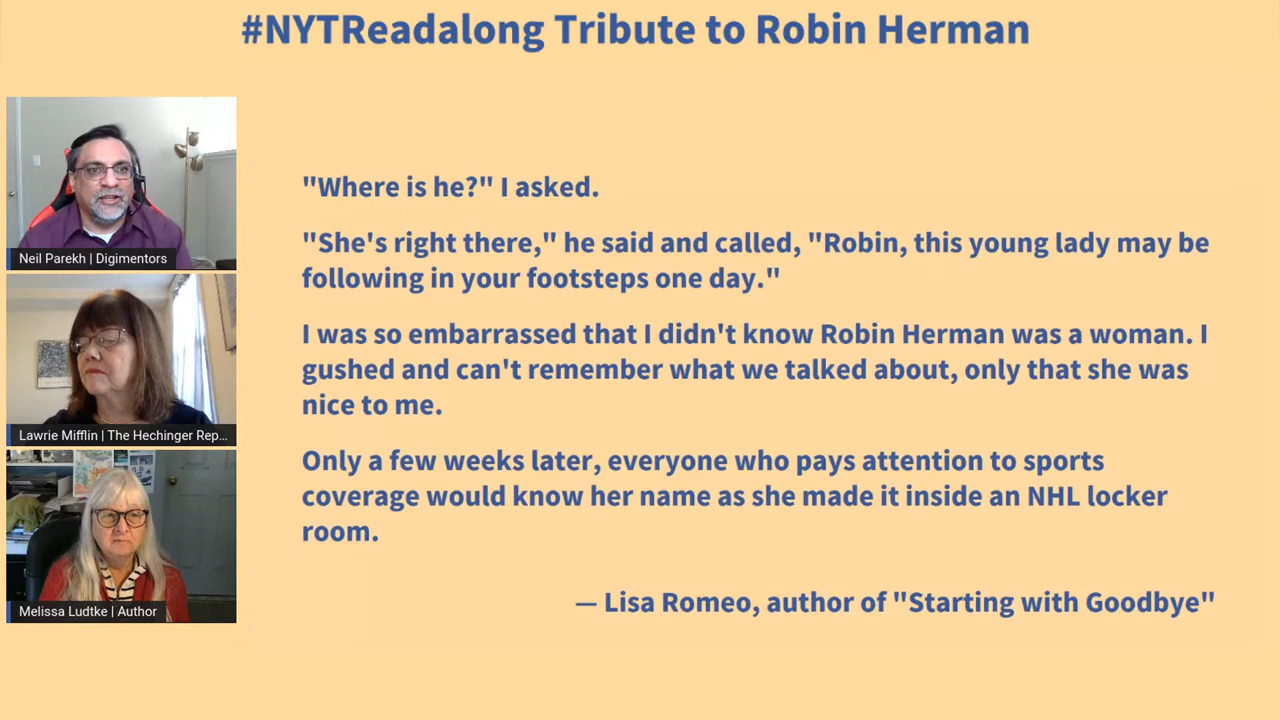 #NYTReadalong Tribute to Robin Herman
Neil Parekh | Digimentors
Lawrie Mifflin | The Hechinger Rep...
Melissa Ludtke | Author
"Where is he?" I asked.
"She's right there," he said and called, "Robin, this young lady may be
following in your footsteps one day."
I was so embarrassed that I didn't know Robin Herman was a woman. I
gushed and can't remember what we talked about, only that she was
nice to me.
Only a few weeks later, everyone who pays attention to sports
coverage would know her name as she made it inside an NHL locker
room.
— Lisa Romeo, author of "Starting with Goodbye"